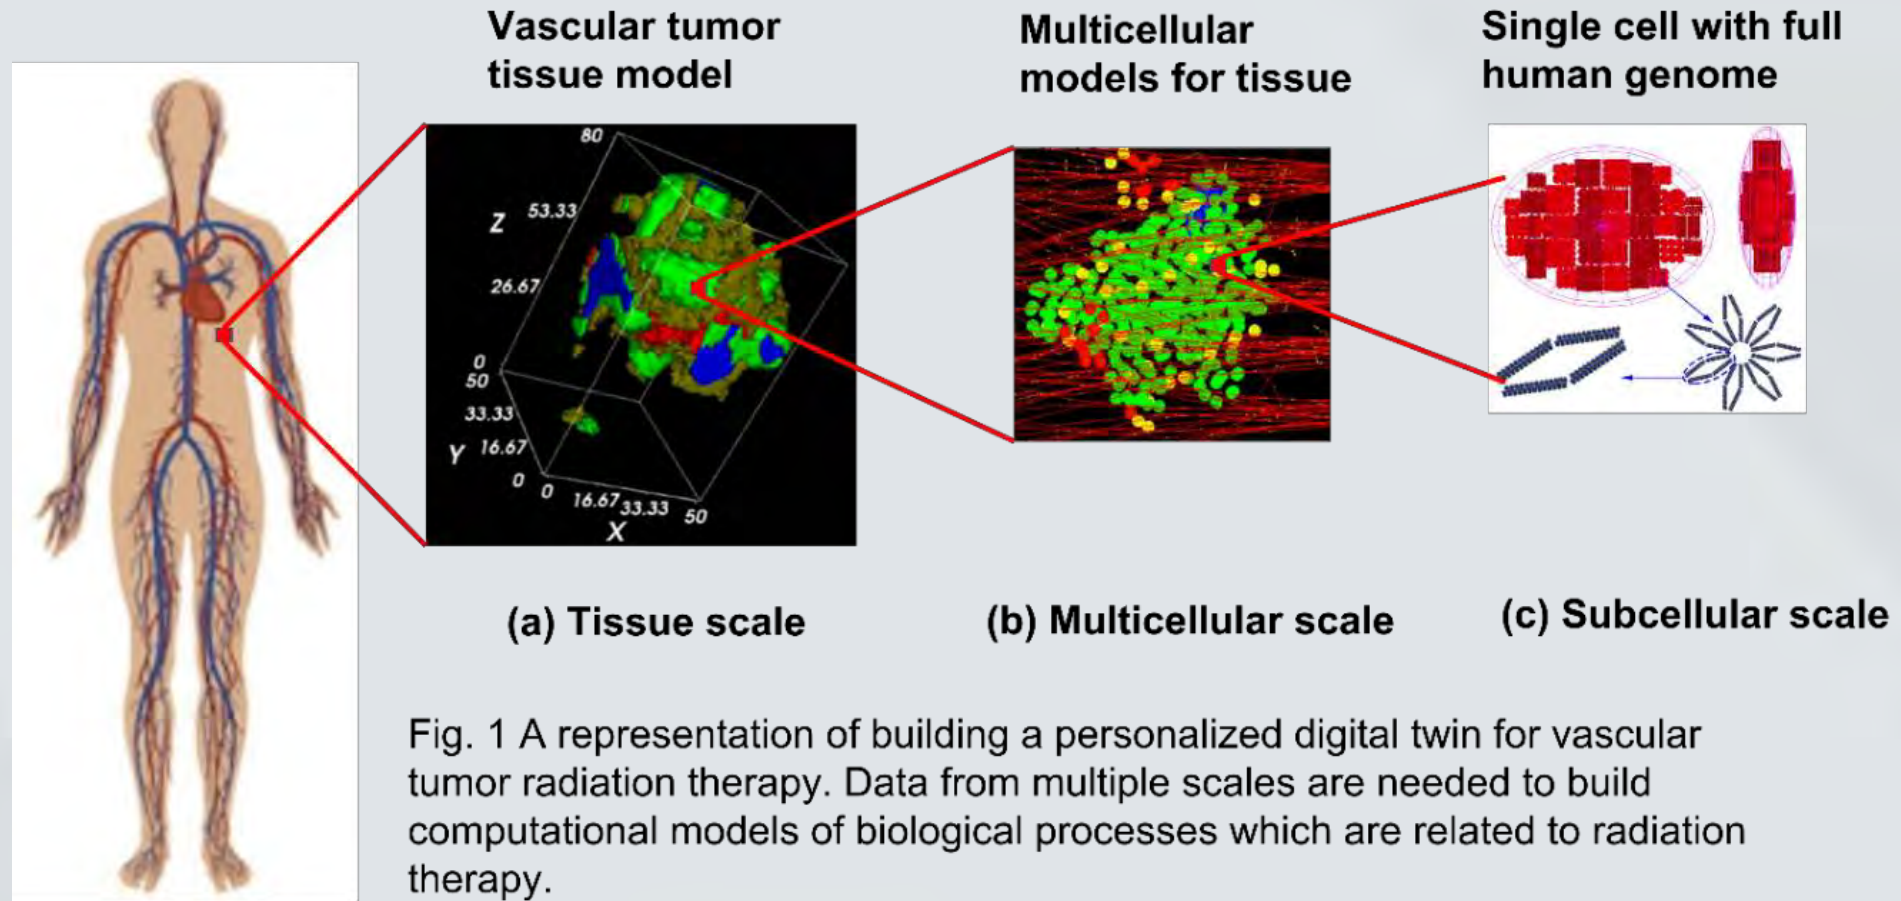 Vascular tumor
tissue model
Multicellular
models for tissue
Single cell with full
human genome
80
Z
53.33
26.67
0
50
33.33
Y
16.67
0
0
16.67
33.33
50
X
(a) Tissue scale
(b) Multicellular scale
(c) Subcellular scale
Fig. 1 A representation of building a personalized digital twin for vascular
tumor radiation therapy. Data from multiple scales are needed to build
computational models of biological processes which are related to radiation
therapy.